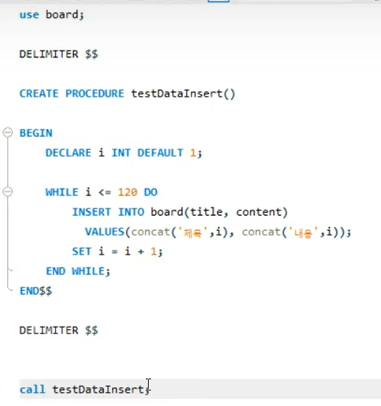 use board;
DELIMITER $$
CREATE PROCEDURE testDataInsert()
BEGIN
DECLARE i INT DEFAULT 1;
WHILE i <= 120 DO
INSERT INTO board(title, content)
VALUES(concat('제목',i), concat('내용',i));
SET i = i + 1;
END WHILE;
END$$
DELIMITER $$
call testDataInsert;